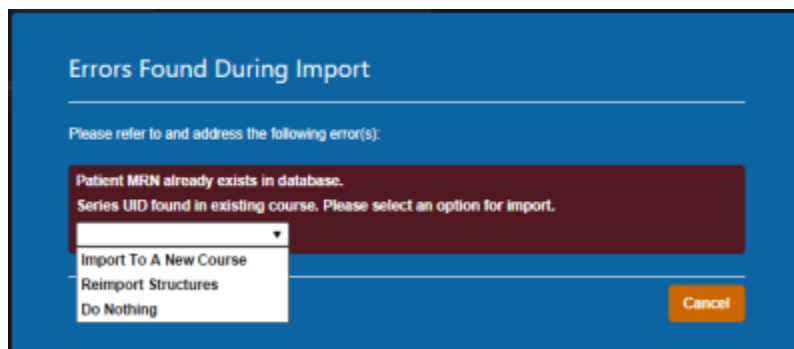 Errors Found During Import
Please refer to and address the following error(s):
Patient MRN already exists in database.
Series UID found in existing course. Please select an option for import.
Import To A New Course
Reimport Structures
Do Nothing
Cancel